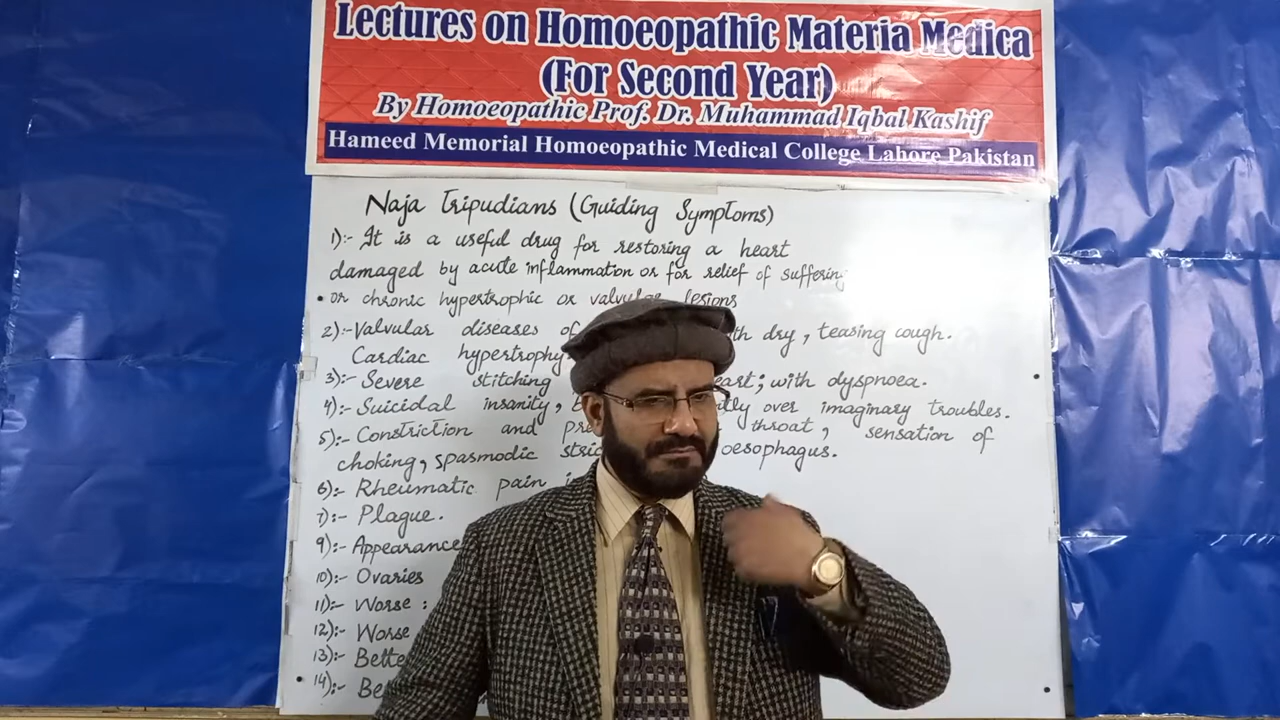 Lectures on Homoeopathic Materia Medica
(For Second Year)
By Homoeopathic Prof. Dr. Muhammad Iqbal Kashif
Hameed Memorial Homoeopathic Medical College Lahore Pakistan
Naja Tripudians (Guiding Symptoms)
1):- It is a useful drug for restoring a heart
damaged by acute inflammation or for relief of suffering
or chronic hypertrophic or valvular lesions
2):- Valvular diseases of dry, teasing cough.
Cardiac hypertrophy
3):- Severe stitching ; with dyspnoea.
4):- Suicidal insanity, over imaginary troubles.
5):- Constriction and throat, sensation of
choking, spasmodic oesophagus.
6):- Rheumatic pain
7):- Plague.
9):- Appearance
10):- Ovaries
11):- Worse :
12):- Worse
13):-
14):-